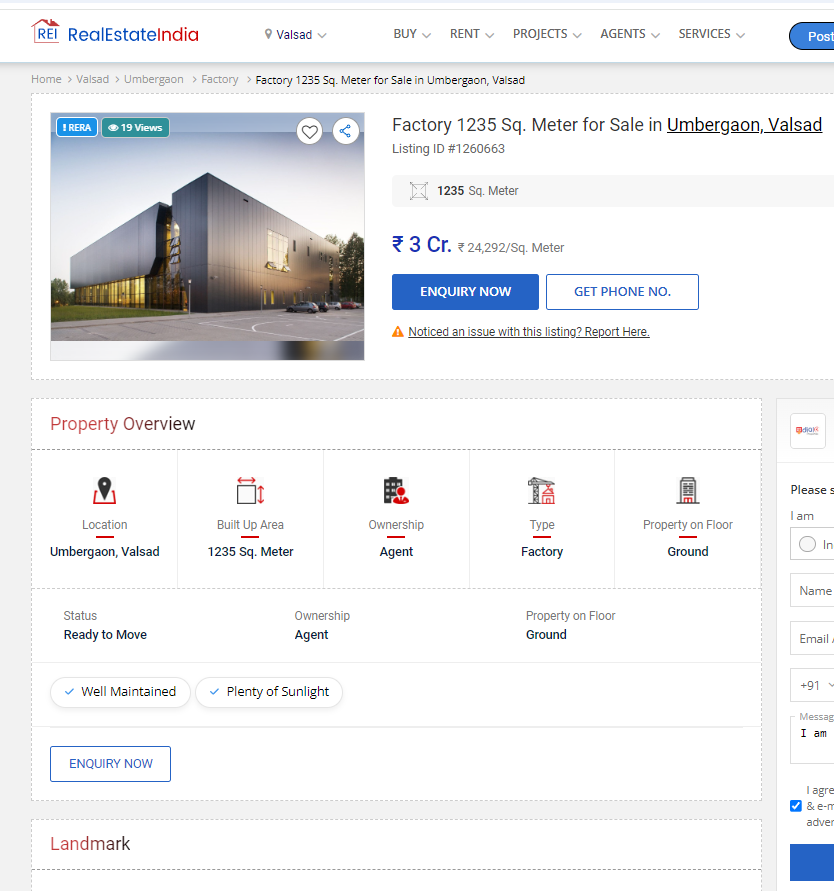 REI RealEstateIndia
Valsad
BUY RENT PROJECTS AGENTS SERVICES
Post
Home > Valsad > Umbergaon > Factory > Factory 1235 Sq. Meter for Sale in Umbergaon, Valsad
! RERA 19 Views
Factory 1235 Sq. Meter for Sale in Umbergaon, Valsad
Listing ID #1260663
1235 Sq. Meter
₹ 3 Cr. ₹ 24,292/Sq. Meter
ENQUIRY NOW GET PHONE NO.
Noticed an issue with this listing? Report Here.
Property Overview
Location Built Up Area Ownership Type Property on Floor
Umbergaon, Valsad 1235 Sq. Meter Agent Factory Ground
Status Ownership Property on Floor
Ready to Move Agent Ground
Well Maintained Plenty of Sunlight
ENQUIRY NOW
Landmark
Please s
I am
In
Name
Email
+91
Messag
I am
I agre
& e-m
adver